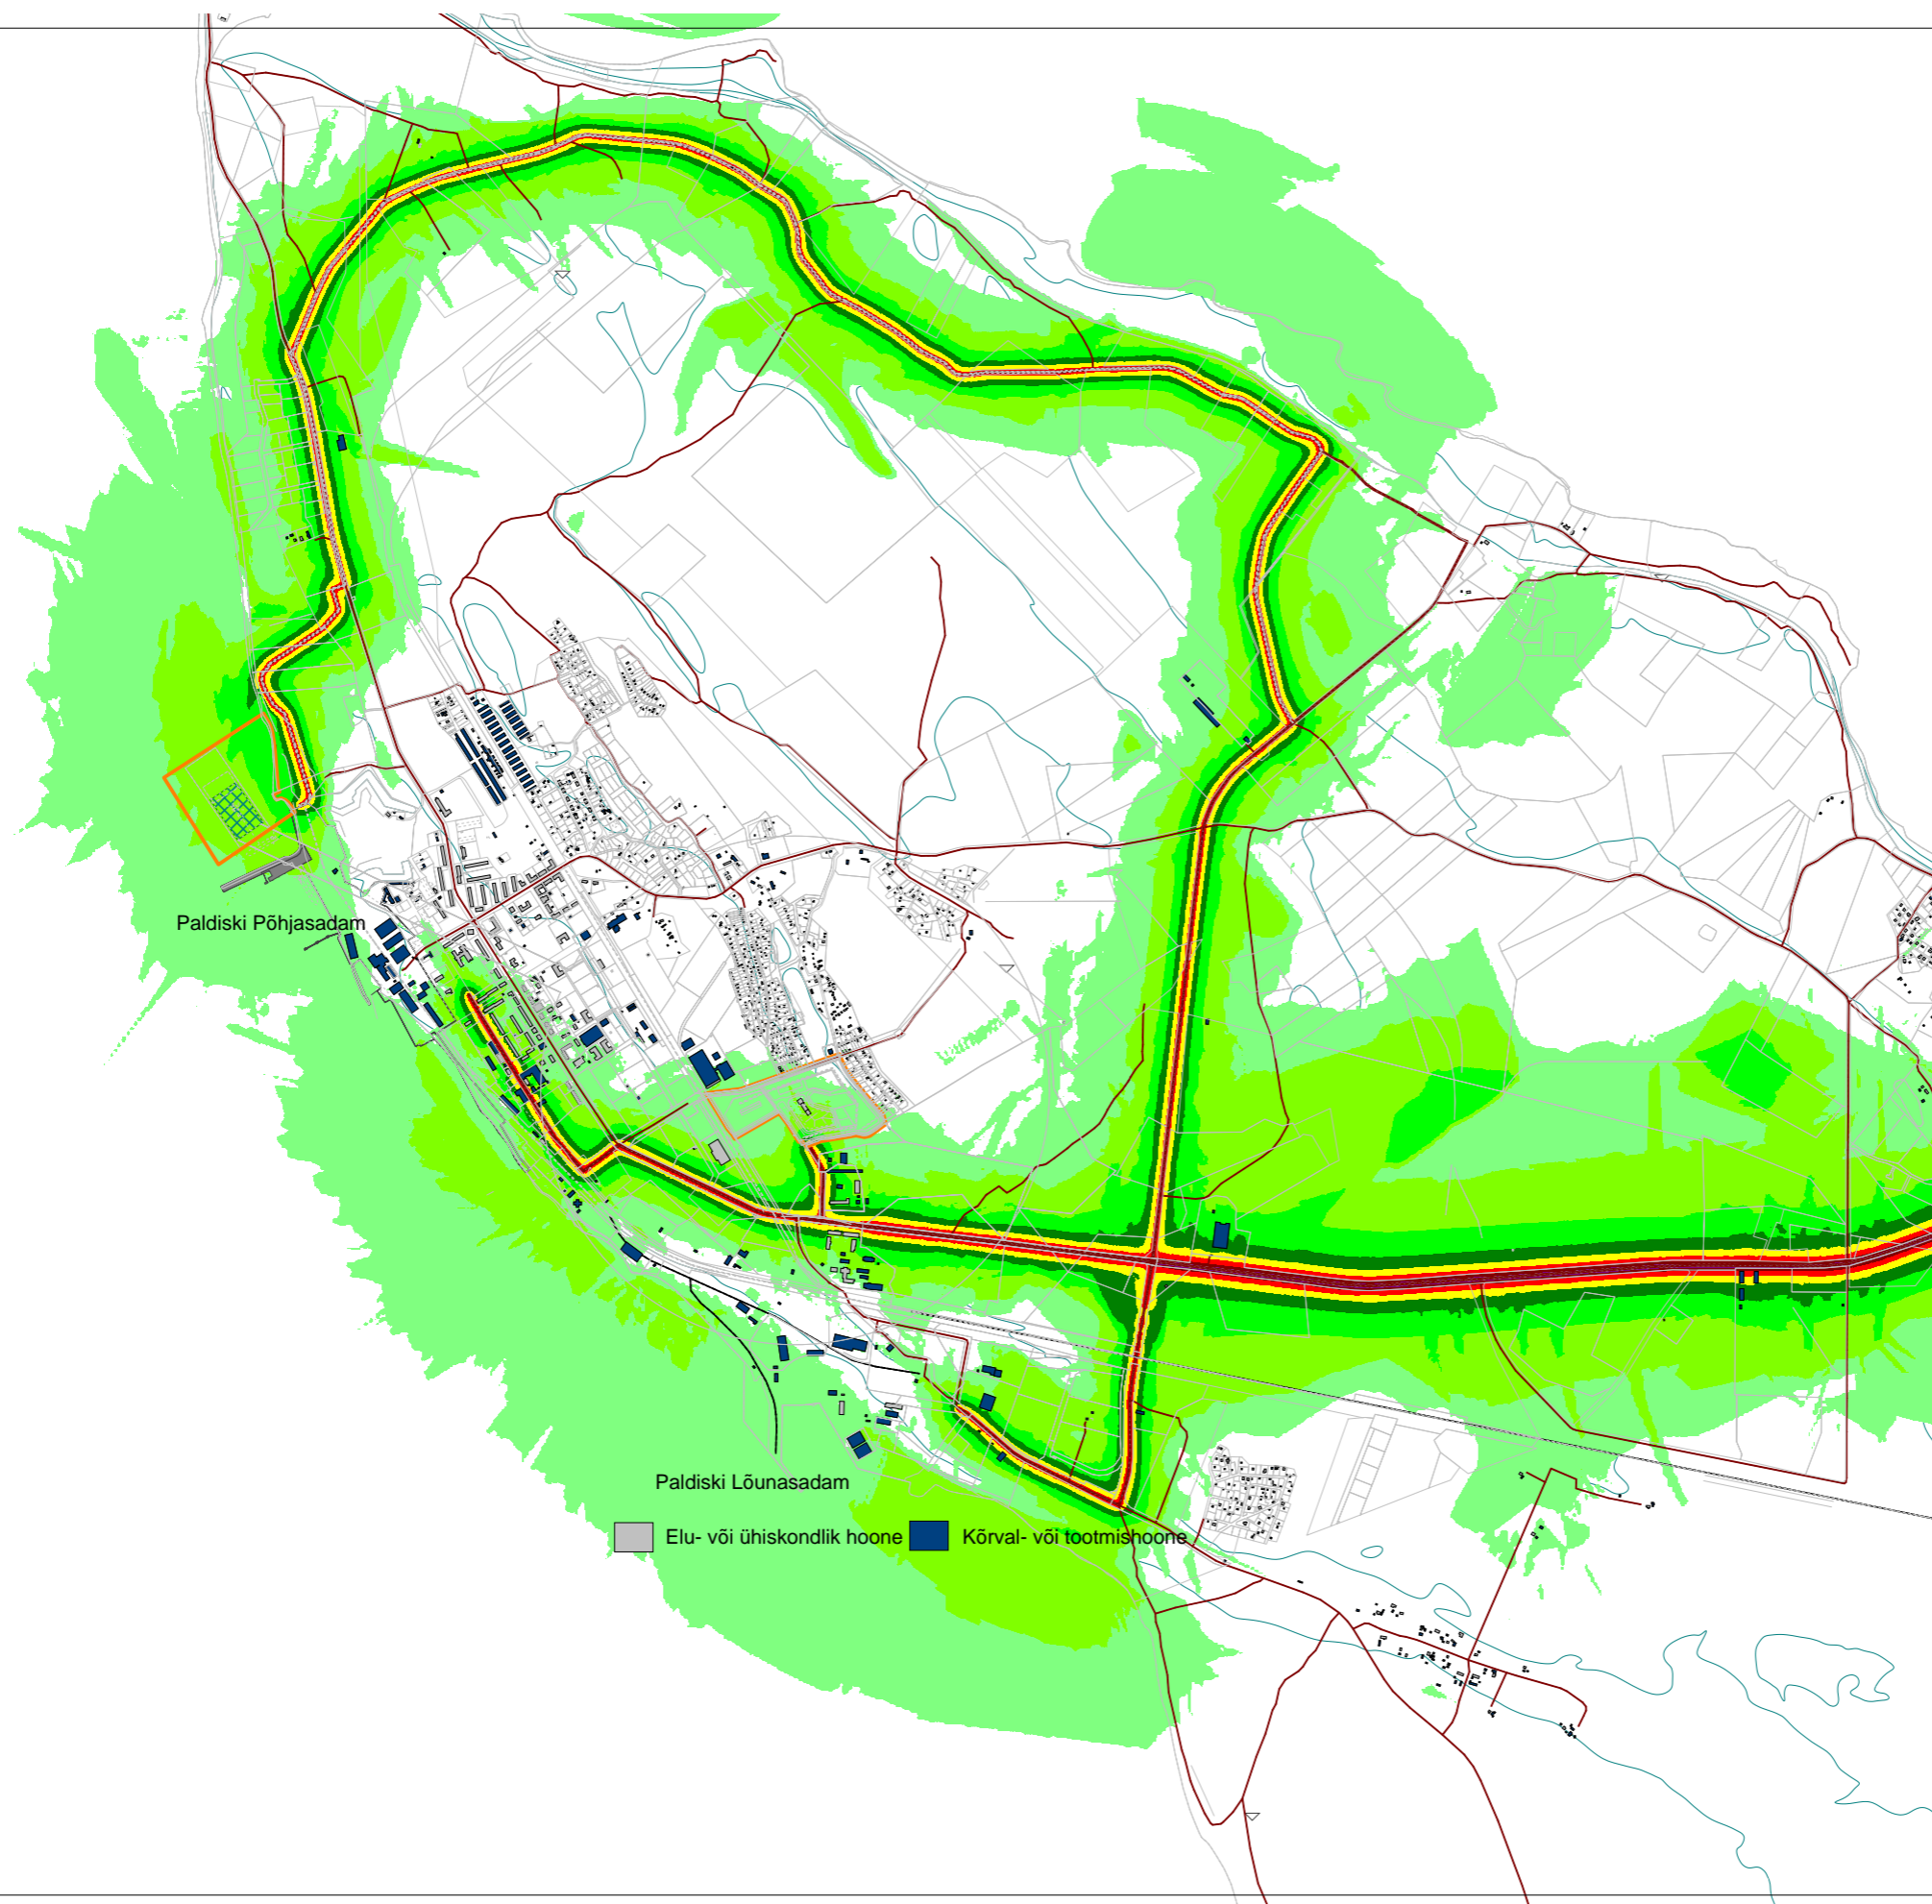 Paldiski Põhjasadam
Paldiski Lõunasadam
Elu- või ühiskondlik hoone Kõrval- või tootmishoone